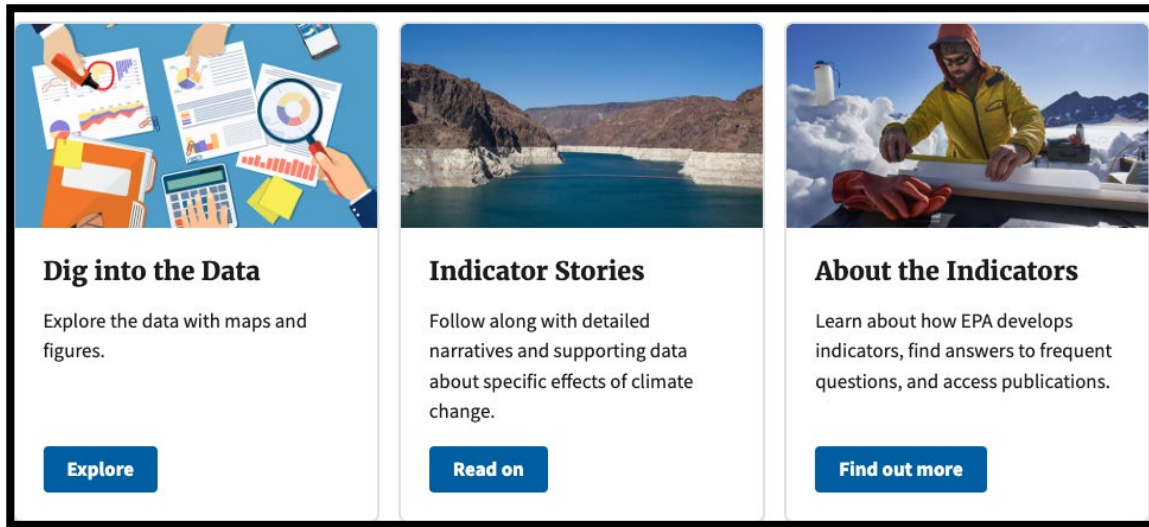 Dig into the Data
Explore the data with maps and
figures.
Explore
Indicator Stories
Follow along with detailed
narratives and supporting data
about specific effects of climate
change.
Read on
About the Indicators
Learn about how EPA develops
indicators, find answers to frequent
questions, and access publications.
Find out more